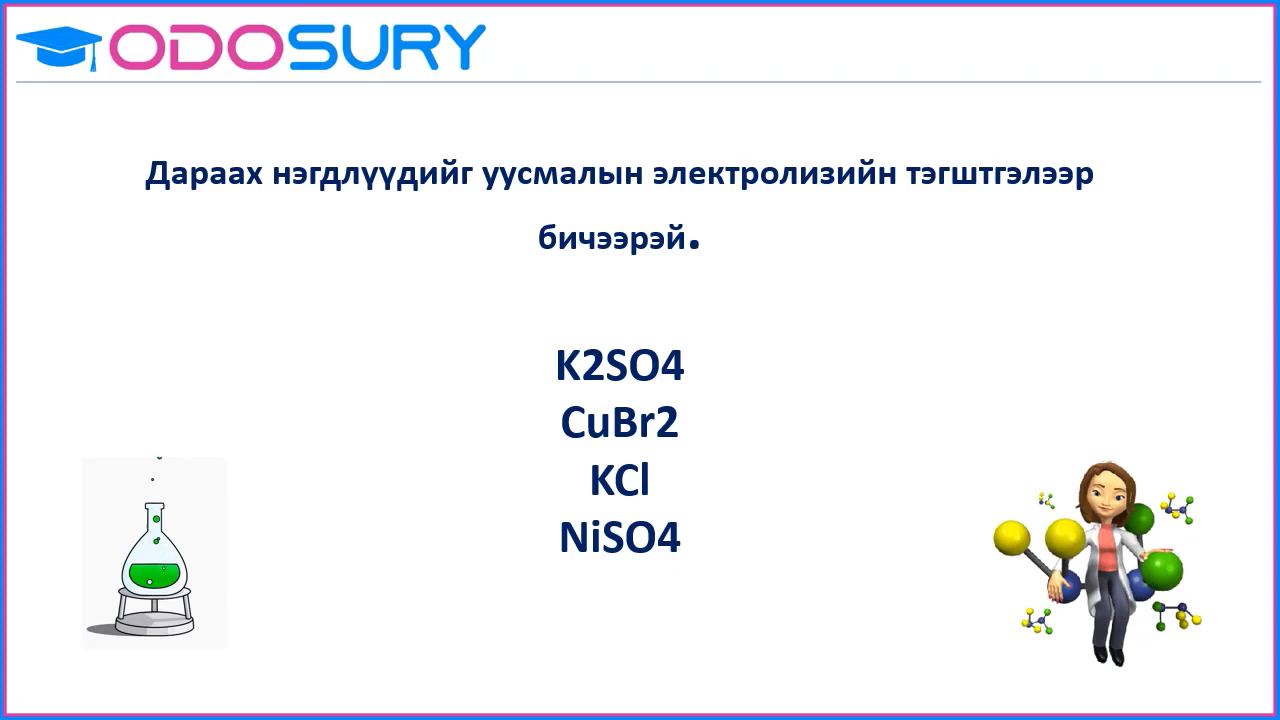 ODOSURY
Дараах нэгдлүүдийг уусмалын электролизийн тэгштгэлээр
бичээрэй.
K2SO4
CuBr2
KCl
NiSO4